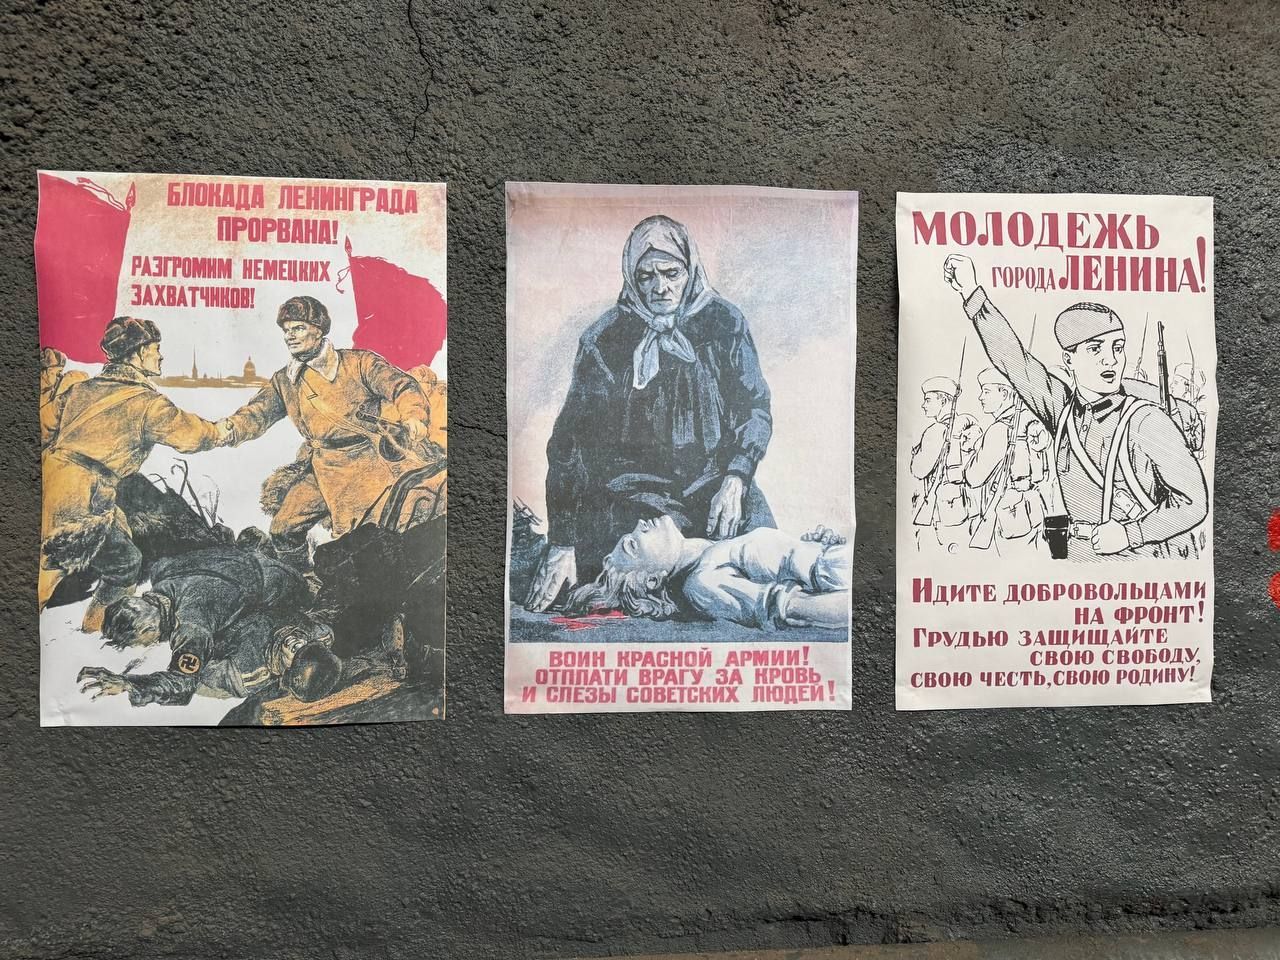 БЛОКАДА ЛЕНИНГРАДА
ПРОРВАНА!
РАЗГРОМИМ НЕМЕЦКИХ
ЗАХВАТЧИКОВ!
ВОИН КРАСНОЙ АРМИИ!
ОТПЛАТИ ВРАГУ ЗА КРОВЬ
И СЛЕЗЫ СОВЕТСКИХ ЛЮДЕЙ!
МОЛОДЕЖЬ
ГОРОДА ЛЕНИНА!
ИДИТЕ ДОБРОВОЛЬЦАМИ
НА ФРОНТ!
ГРУДЬЮ ЗАЩИЩАЙТЕ
СВОЮ СВОБОДУ,
СВОЮ ЧЕСТЬ, СВОЮ РОДИНУ!